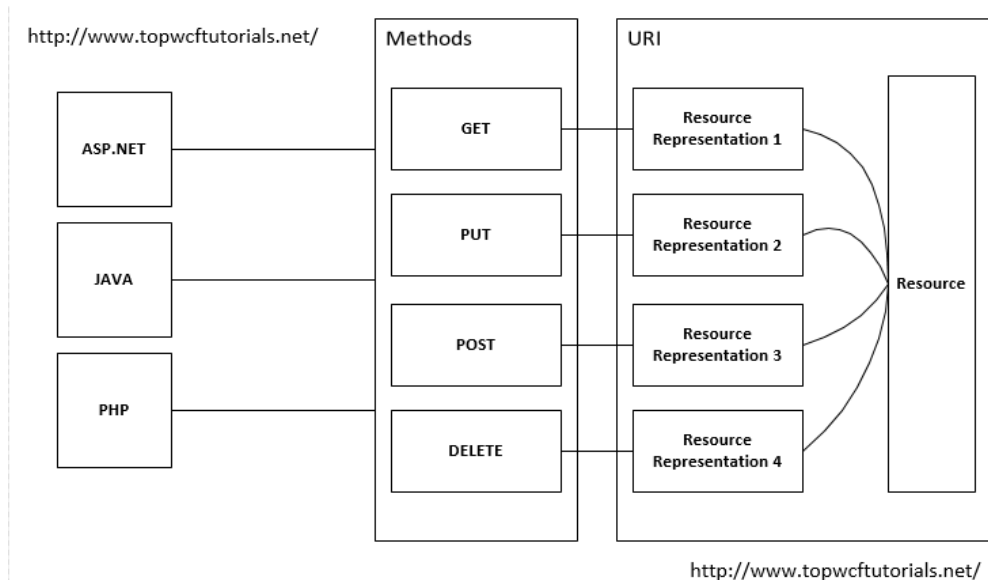 http://www.topwcftutorials.net/
Methods
URI
ASP.NET
JAVA
PHP
GET
PUT
POST
DELETE
Resource
Representation 1
Resource
Representation 2
Resource
Representation 3
Resource
Representation 4
Resource
http://www.topwcftutorials.net/